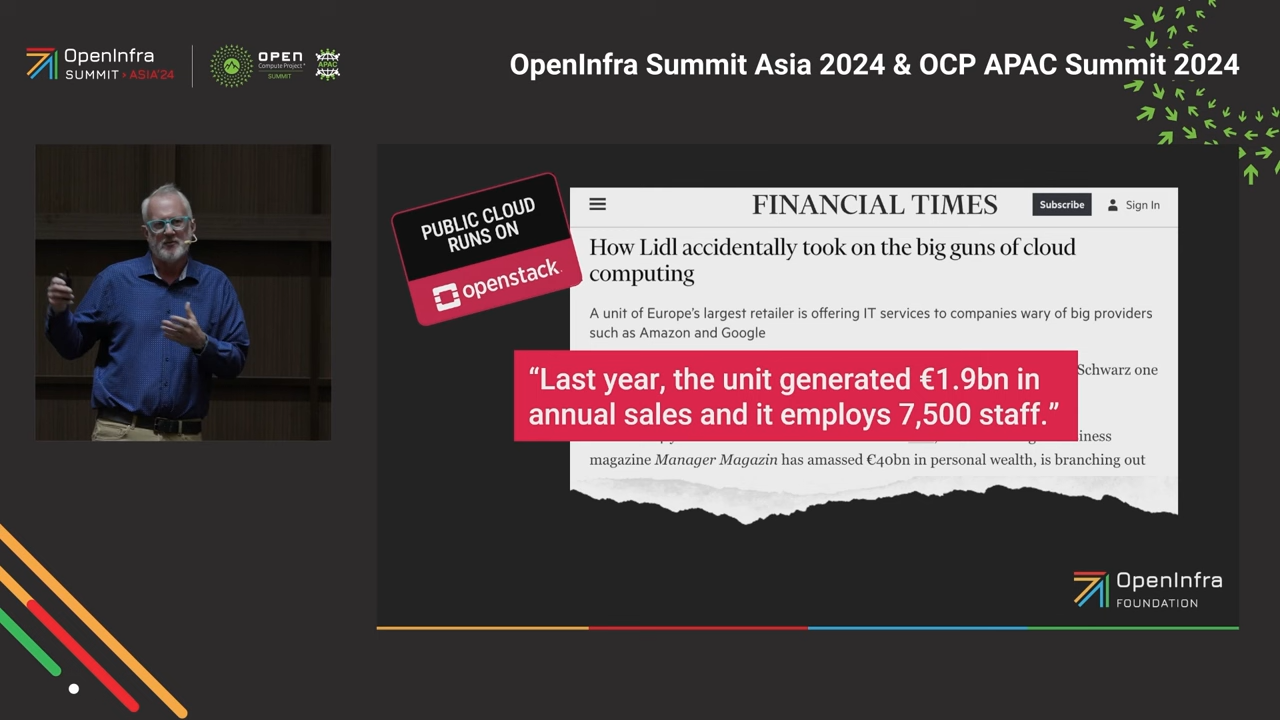 OpenInfra
SUMMIT ASIA'24
OPEN
Compute Project®
SUMMIT
APAC
OpenInfra Summit Asia 2024 & OCP APAC Summit 2024
PUBLIC CLOUD
RUNS ON
openstack.
FINANCIAL TIMES
Subscribe
Sign In
How Lidl accidentally took on the big guns of cloud
computing
A unit of Europe's largest retailer is offering IT services to companies wary of big providers
such as Amazon and Google
Schwarz one
“Last year, the unit generated €1.9bn in
annual sales and it employs 7,500 staff.”
magazine Manager Magazin has amassed €40bn in personal wealth, is branching out
OpenInfra
FOUNDATION